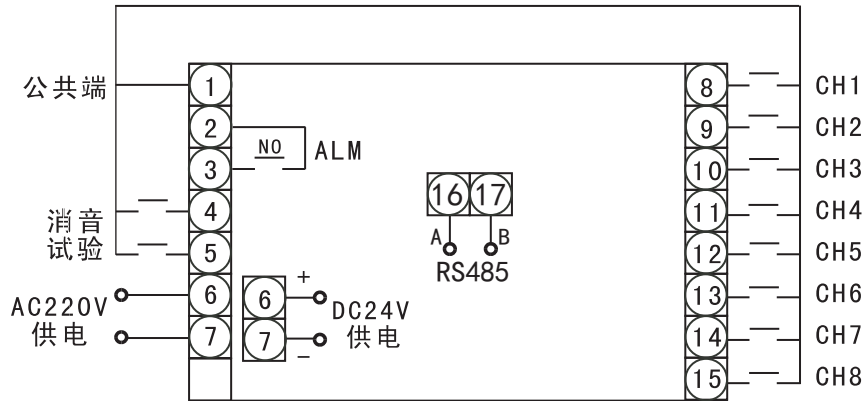 公共端 1
2
NO ALM
3
消音 4
试验 5
AC220V 6
供电 7
6 + DC24V
7 − 供电
16 17
A B
RS485
8 CH1
9 CH2
10 CH3
11 CH4
12 CH5
13 CH6
14 CH7
15 CH8